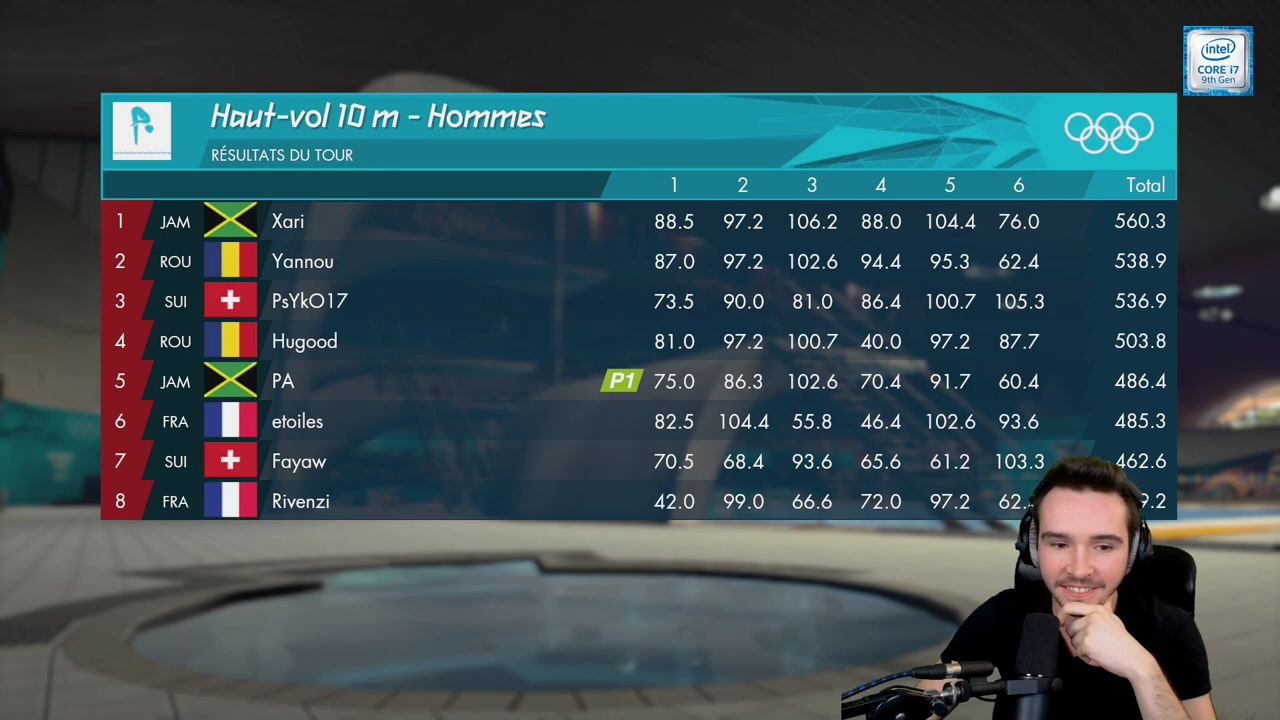 intel
CORE i7
9th Gen
Haut-vol 10 m - Hommes
RÉSULTATS DU TOUR
1 2 3 4 5 6 Total
1 JAM Xari 88.5 97.2 106.2 88.0 104.4 76.0 560.3
2 ROU Yannou 87.0 97.2 102.6 94.4 95.3 62.4 538.9
3 SUI PsYkO17 73.5 90.0 81.0 86.4 100.7 105.3 536.9
4 ROU Hugood 81.0 97.2 100.7 40.0 97.2 87.7 503.8
5 JAM PA P1 75.0 86.3 102.6 70.4 91.7 60.4 486.4
6 FRA etoiles 82.5 104.4 55.8 46.4 102.6 93.6 485.3
7 SUI Fayaw 70.5 68.4 93.6 65.6 61.2 103.3 462.6
8 FRA Rivenzi 42.0 99.0 66.6 72.0 97.2